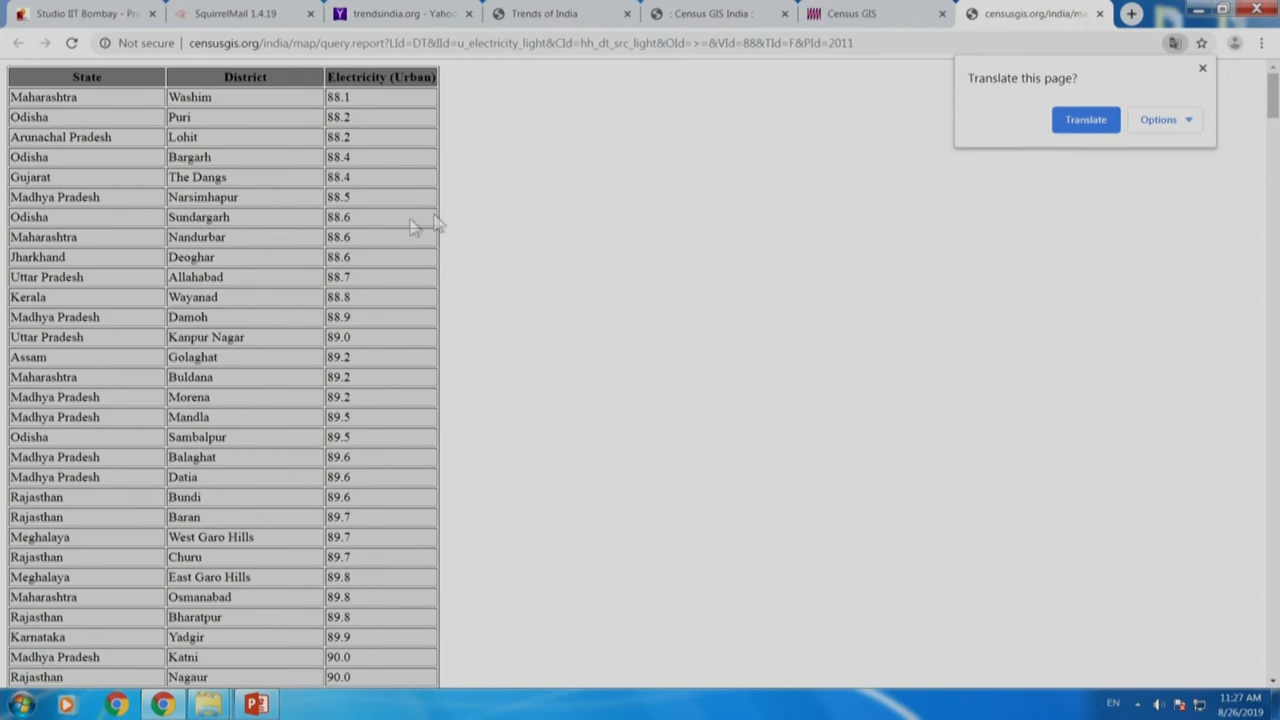 Studio IIT Bombay - Pr
SquirrelMail 1.4.19
trendsindia.org - Yahoo
Trends of India
: Census GIS India :
Census GIS
censusgis.org/india/ma
Not secure | censusgis.org/india/map/query.report?LId=DT&IId=u_electricity_light&CId=hh_dt_src_light&OId=>=&VId=88&TId=F&PId=2011
Translate this page?
Translate
Options
State District Electricity (Urban)
Maharashtra Washim 88.1
Odisha Puri 88.2
Arunachal Pradesh Lohit 88.2
Odisha Bargarh 88.4
Gujarat The Dangs 88.4
Madhya Pradesh Narsimhapur 88.5
Odisha Sundargarh 88.6
Maharashtra Nandurbar 88.6
Jharkhand Deoghar 88.6
Uttar Pradesh Allahabad 88.7
Kerala Wayanad 88.8
Madhya Pradesh Damoh 88.9
Uttar Pradesh Kanpur Nagar 89.0
Assam Golaghat 89.2
Maharashtra Buldana 89.2
Madhya Pradesh Morena 89.2
Madhya Pradesh Mandla 89.5
Odisha Sambalpur 89.5
Madhya Pradesh Balaghat 89.6
Madhya Pradesh Datia 89.6
Rajasthan Bundi 89.6
Rajasthan Baran 89.7
Meghalaya West Garo Hills 89.7
Rajasthan Churu 89.7
Meghalaya East Garo Hills 89.8
Maharashtra Osmanabad 89.8
Rajasthan Bharatpur 89.8
Karnataka Yadgir 89.9
Madhya Pradesh Katni 90.0
Rajasthan Nagaur 90.0
EN
11:27 AM
8/26/2019